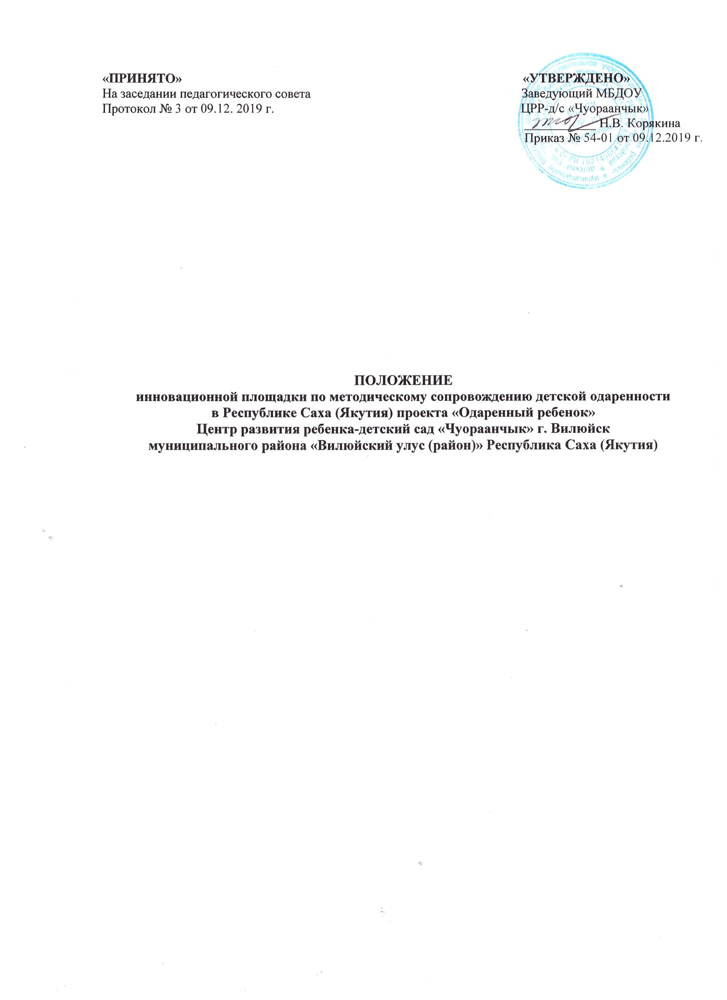 «ПРИНЯТО»
На заседании педагогического совета
Протокол № 3 от 09.12. 2019 г.
«УТВЕРЖДЕНО»
Заведующий МБДОУ
ЦРР-д/с «Чуораанчык»
____________ Н.В. Корякина
Приказ № 54-01 от 09.12.2019 г.
ПОЛОЖЕНИЕ
инновационной площадки по методическому сопровождению детской одаренности
в Республике Саха (Якутия) проекта «Одаренный ребенок»
Центр развития ребенка-детский сад «Чуораанчык» г. Вилюйск
муниципального района «Вилюйский улус (район)» Республика Саха (Якутия)